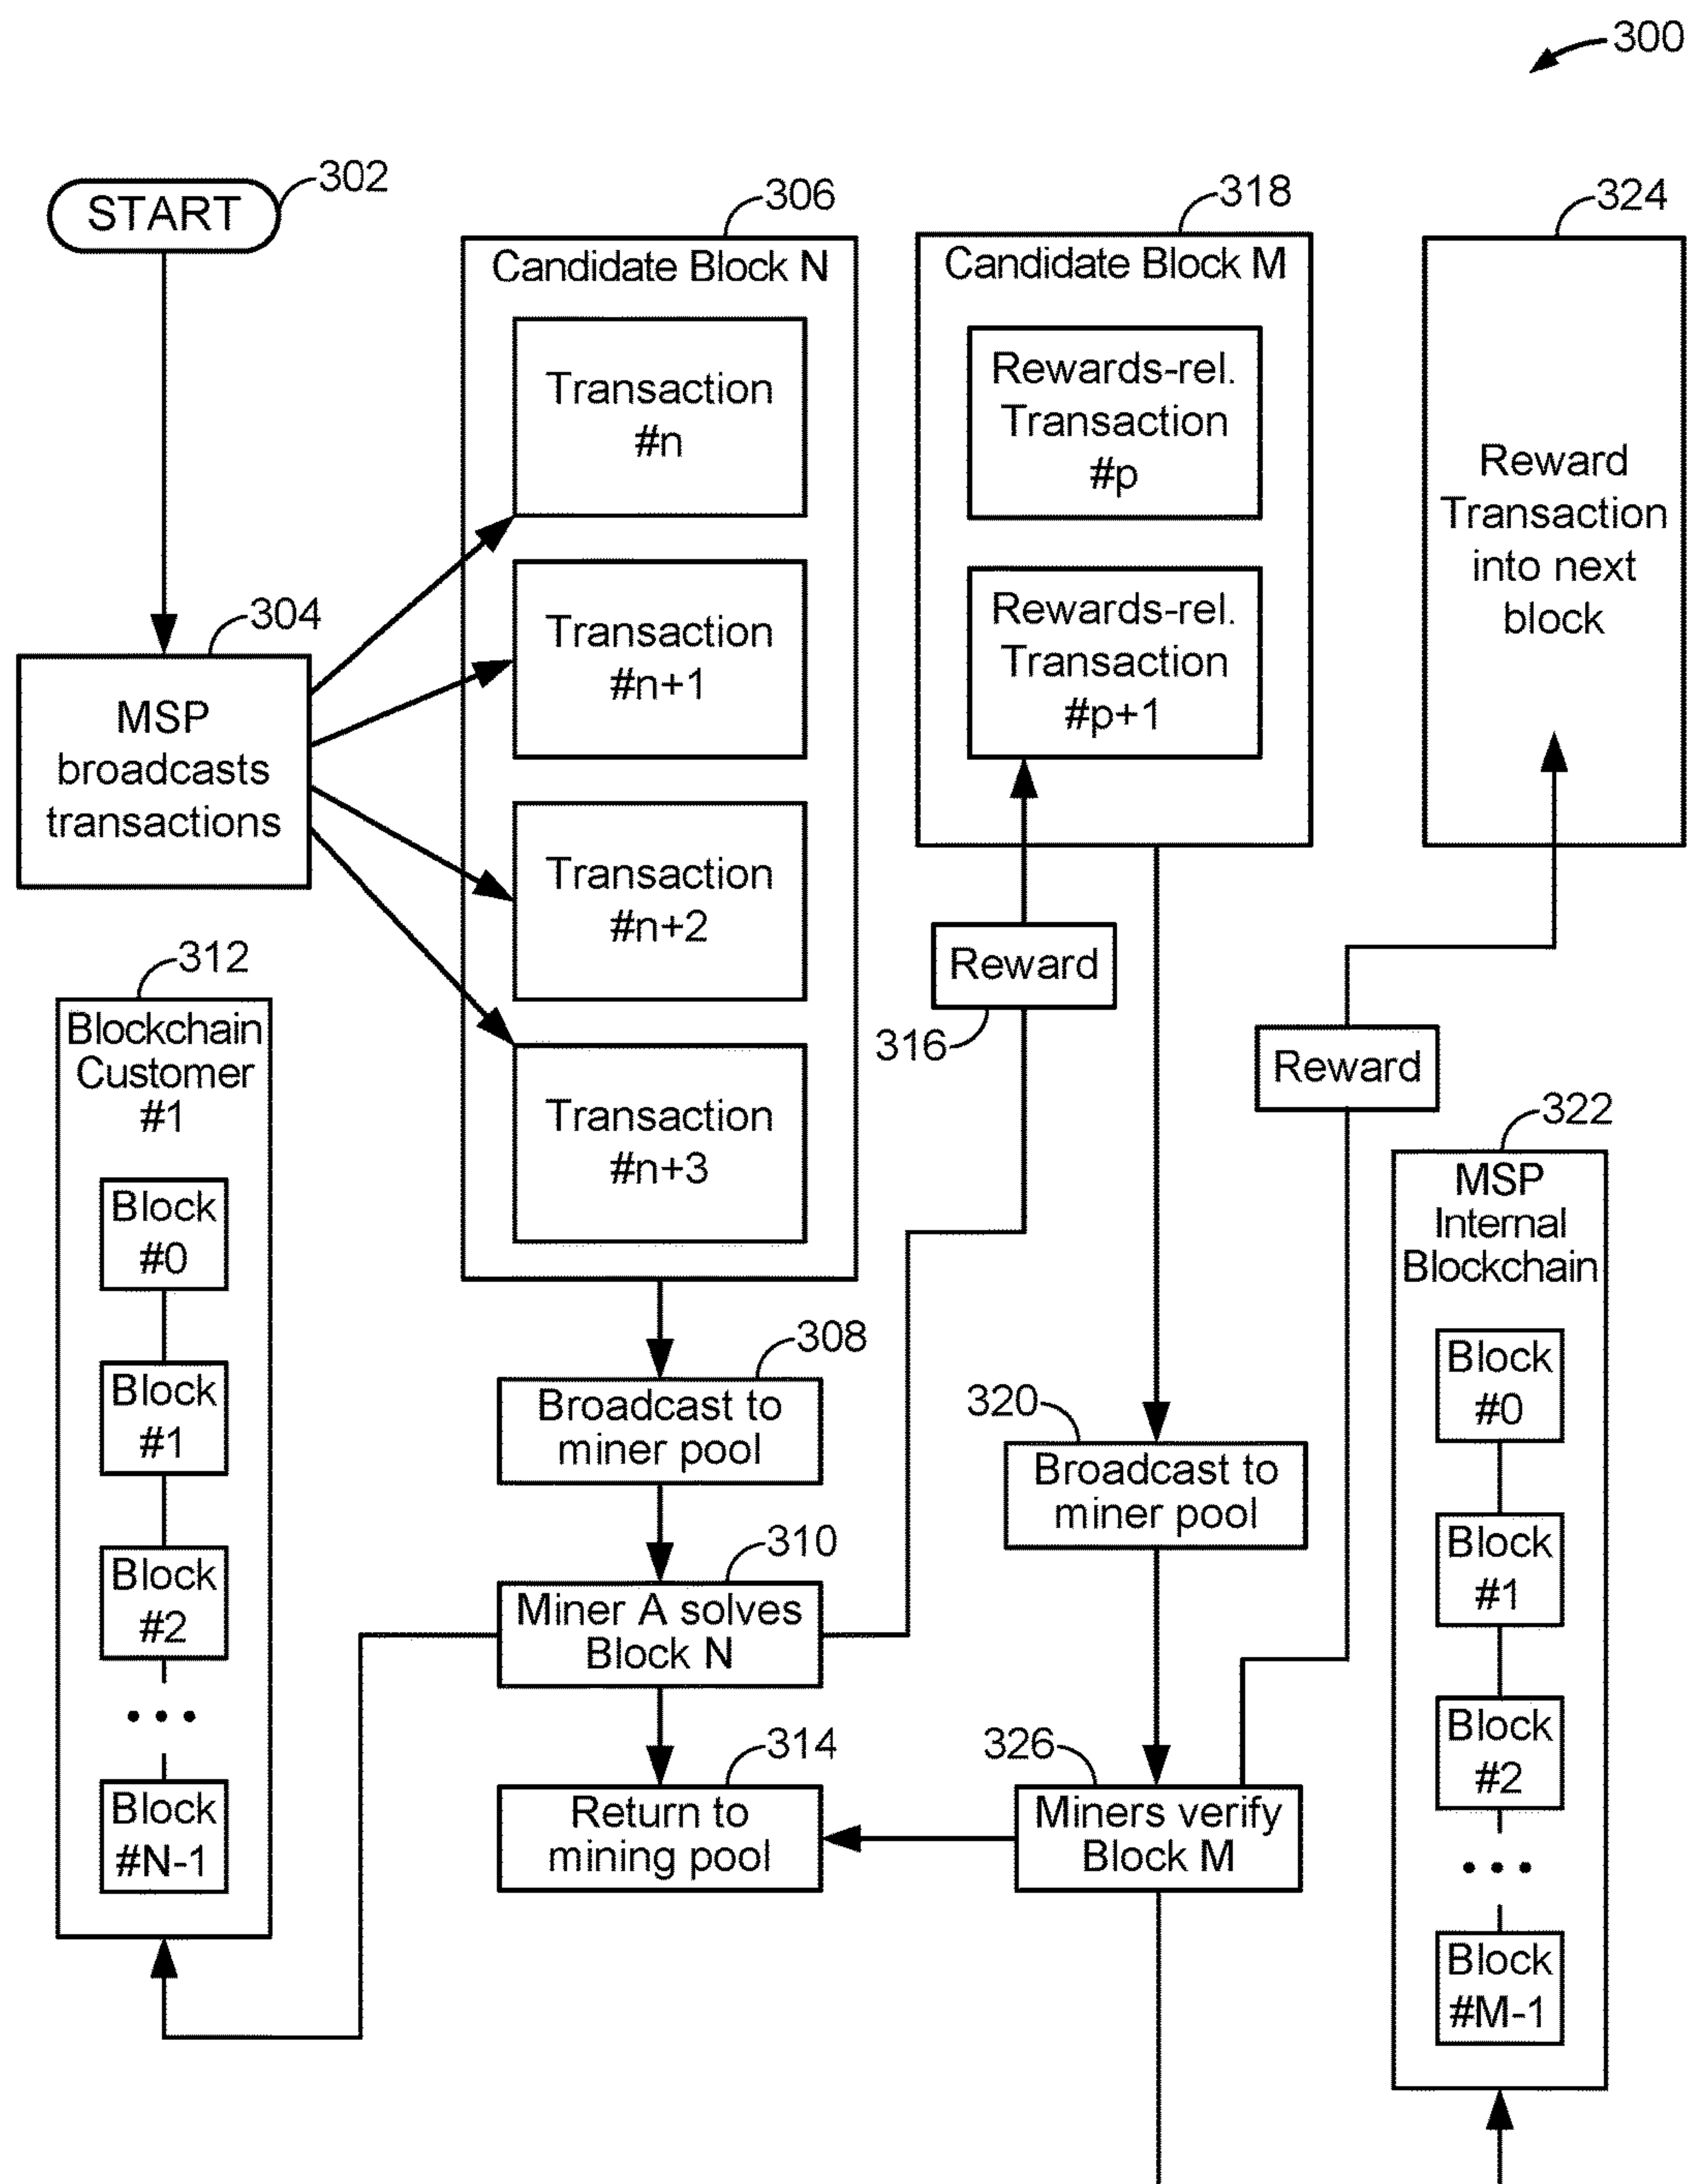 300
302
START
304
MSP
broadcasts
transactions
306
Candidate Block N
Transaction
#n
Transaction
#n+1
Transaction
#n+2
Transaction
#n+3
318
Candidate Block M
Rewards-rel.
Transaction
#p
Rewards-rel.
Transaction
#p+1
324
Reward
Transaction
into next
block
312
Blockchain
Customer
#1
Block
#0
Block
#1
Block
#2
• • •
Block
#N-1
Reward
316
Reward
308
Broadcast to
miner pool
310
Miner A solves
Block N
314
Return to
mining pool
320
Broadcast to
miner pool
326
Miners verify
Block M
322
MSP
Internal
Blockchain
Block
#0
Block
#1
Block
#2
• • •
Block
#M-1